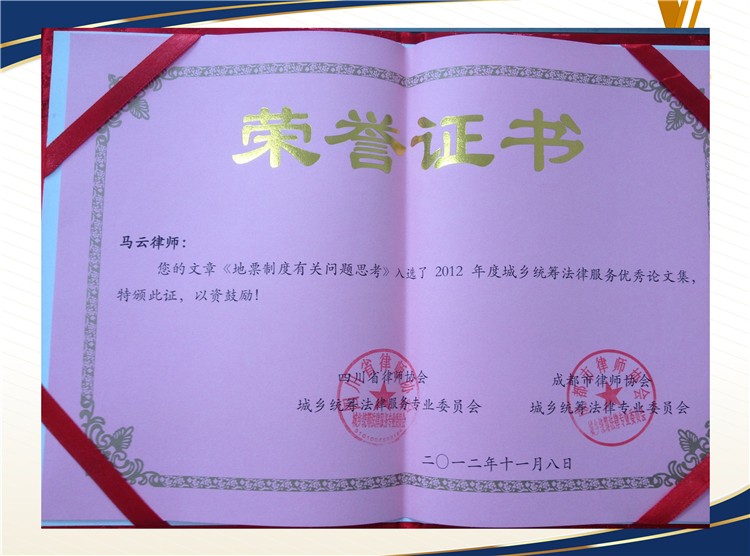 荣誉证书
马云律师：
您的文章《地票制度有关问题思考》入选了 2012 年度城乡统筹法律服务优秀论文集，
特颁此证，以资鼓励！
四川省律师协会 成都市律师协会
城乡统筹法律服务专业委员会 城乡统筹法律专业委员会
二〇一二年十一月八日